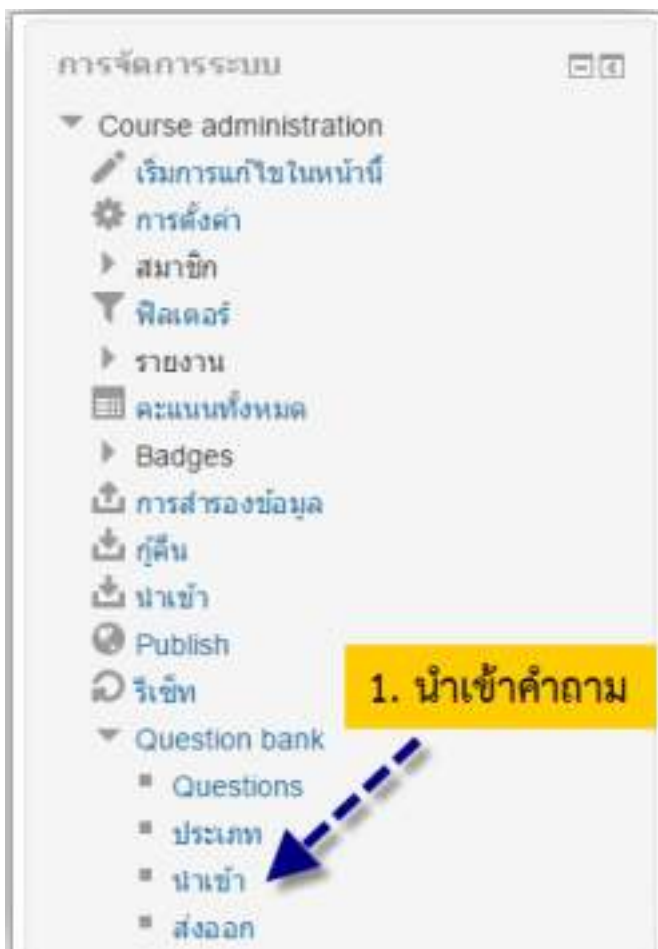 การจัดการระบบ
Course administration
เริ่มการแก้ไขในหน้านี้
การตั้งค่า
สมาชิก
ฟิลเตอร์
รายงาน
คะแนนทั้งหมด
Badges
การสำรองข้อมูล
กู้คืน
นำเข้า
Publish
รีเซ็ท
1. นำเข้าคำถาม
Question bank
Questions
ประเภท
นำเข้า
ส่งออก